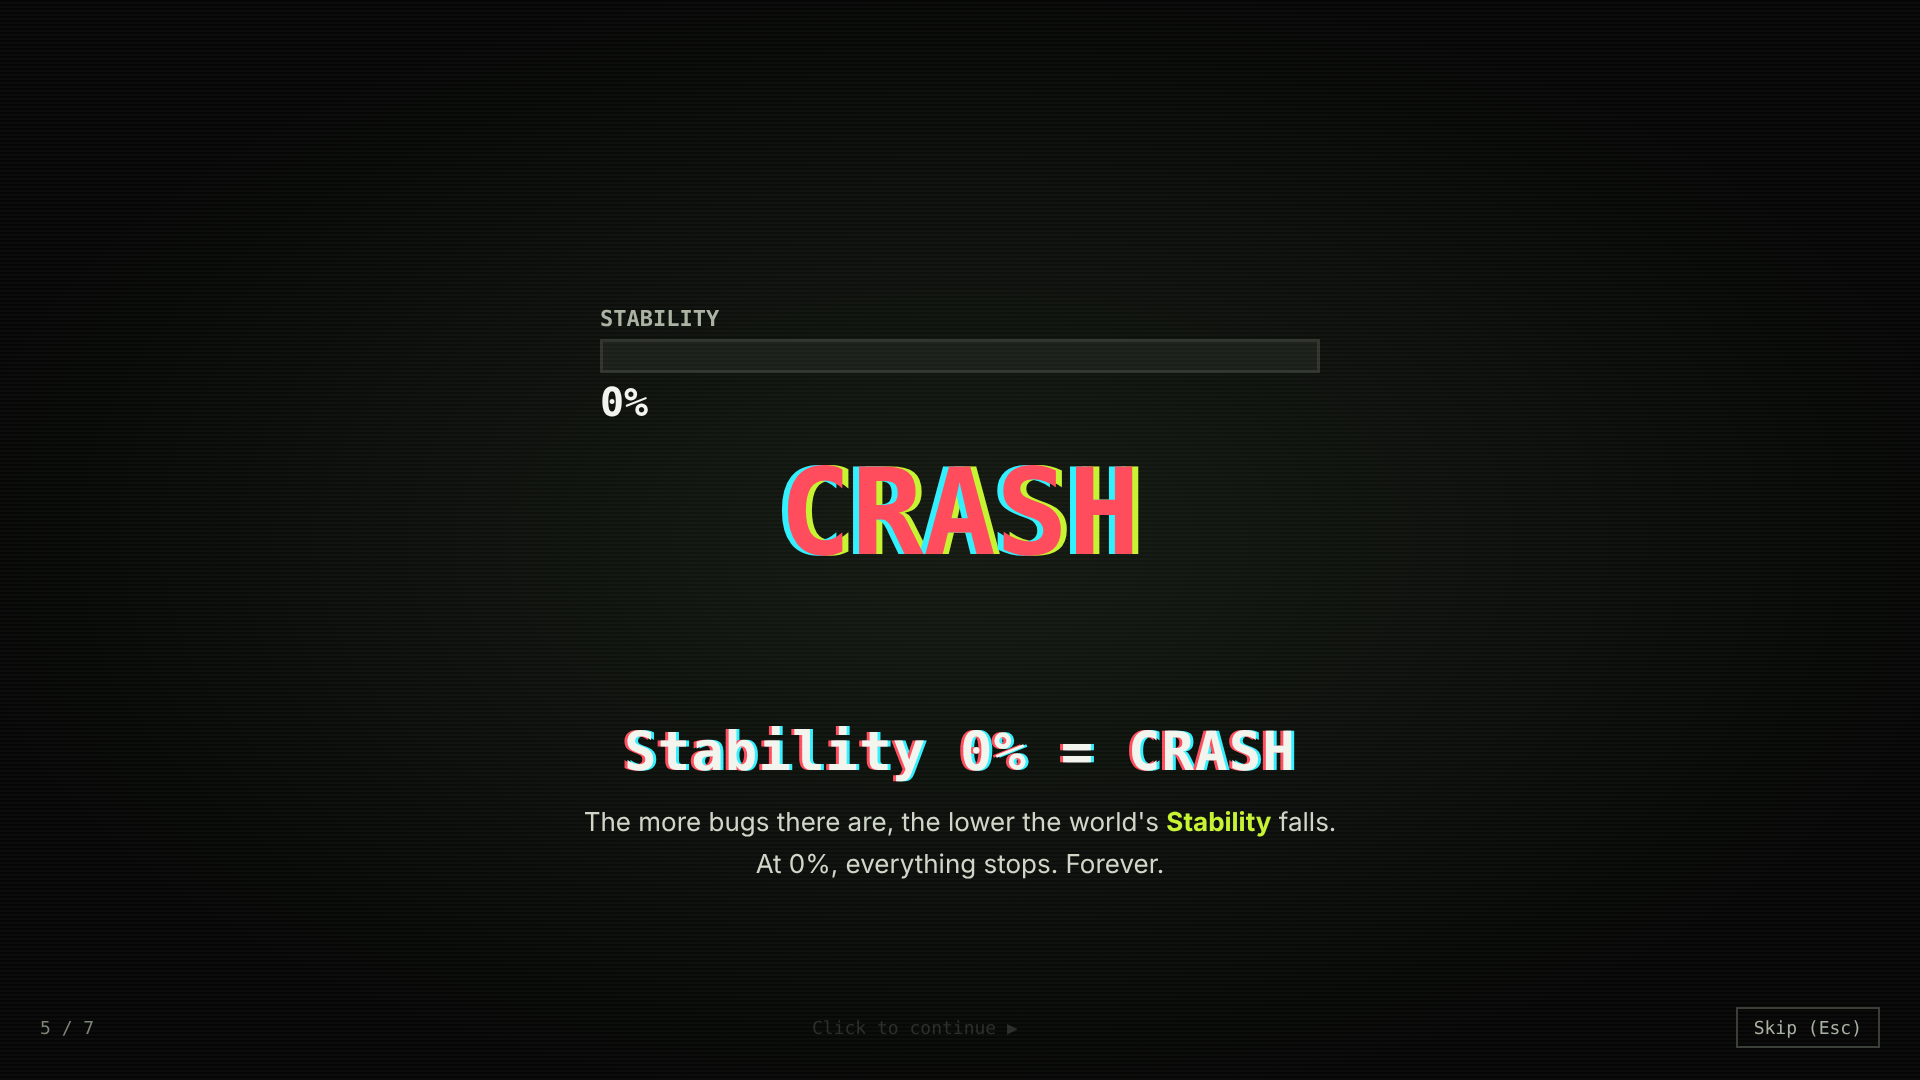 STABILITY
0%
CRASH
Stability 0% = CRASH
The more bugs there are, the lower the world's Stability falls.
At 0%, everything stops. Forever.
5 / 7
Click to continue ▶
Skip (Esc)